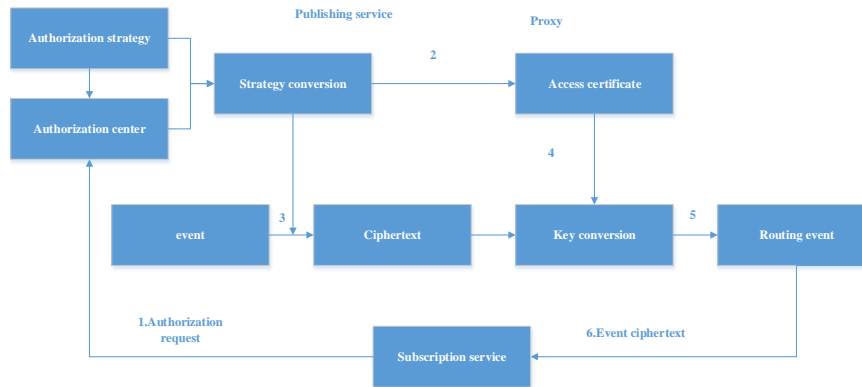 Publishing service
Proxy
Authorization strategy
Strategy conversion
2
Access certificate
Authorization center
4
event
3
Ciphertext
Key conversion
5
Routing event
1.Authorization
request
6.Event ciphertext
Subscription service